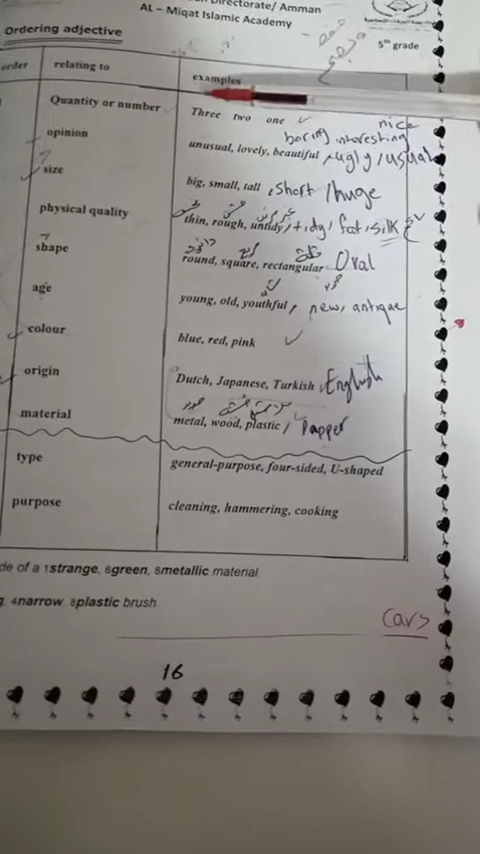 Directorate/ Amman
AL – Miqat Islamic Academy
5th grade
Ordering adjective
order relating to examples
Quantity or number Three two one
nice
boring interesting
opinion unusual, lovely, beautiful, ugly / usual
size big, small, tall, short / huge
physical quality thin, rough, untidy / tidy / fat, silk
shape round, square, rectangular Oval
age young, old, youthful, new, antique
colour blue, red, pink
origin Dutch, Japanese, Turkish, English
material metal, wood, plastic / Papper
type general-purpose, four-sided, U-shaped
purpose cleaning, hammering, cooking
de of a 1strange, 6green, 8metallic material
g, 4narrow, 8plastic brush
Cars
16